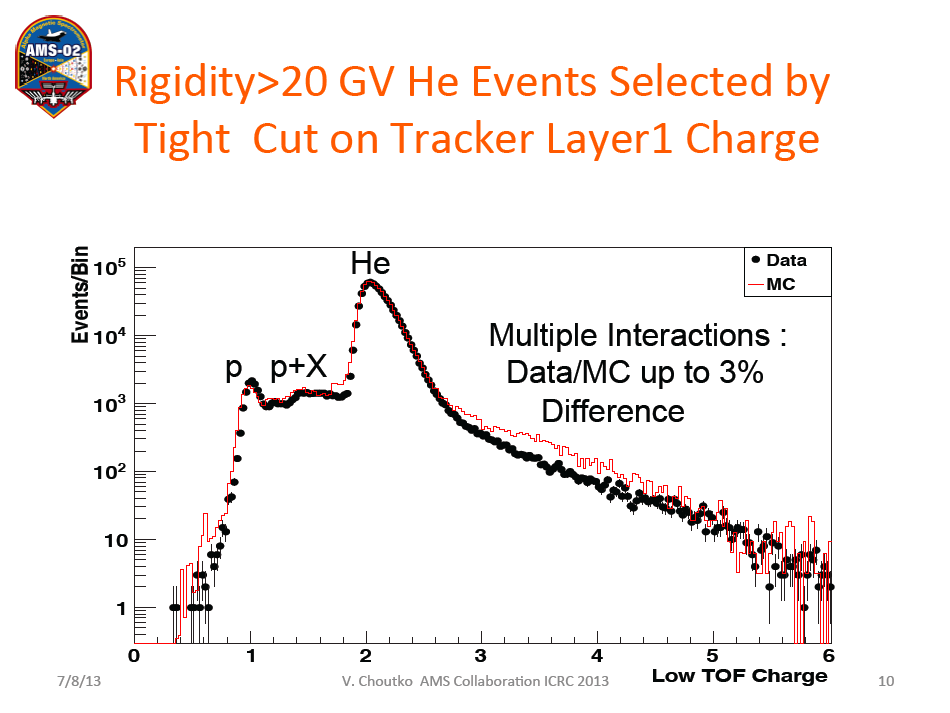 AMS-02
Rigidity>20 GV He Events Selected by
Tight Cut on Tracker Layer1 Charge
Events/Bin
10⁵
10⁴
10³
10²
10
1
0 1 2 3 4 5 6
Low TOF Charge
p
p+X
He
Data
MC
Multiple Interactions :
Data/MC up to 3%
Difference
7/8/13
V. Choutko AMS Collaboration ICRC 2013
10